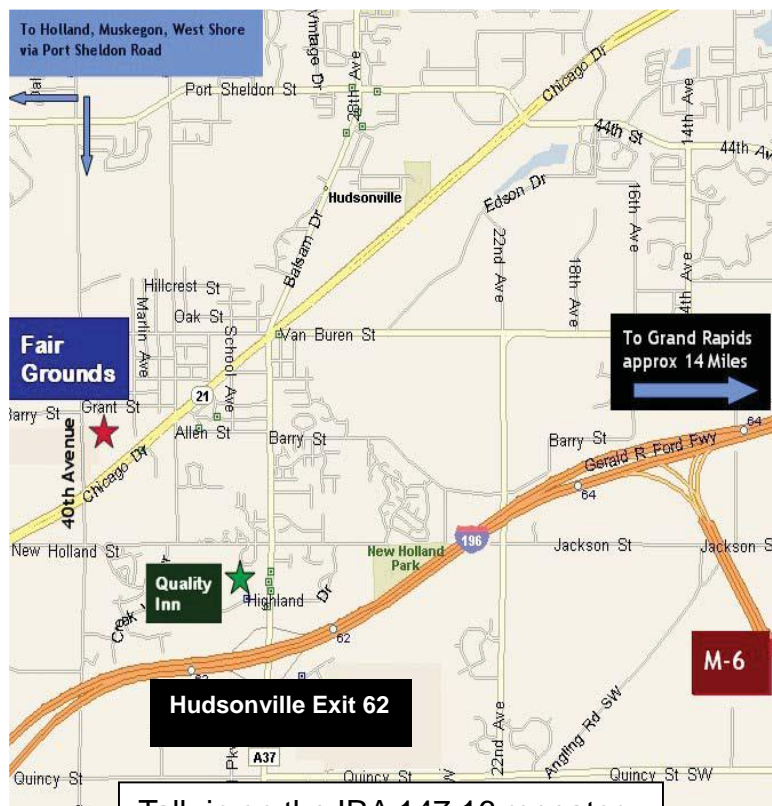 To Holland, Muskegon, West Shore
via Port Sheldon Road
Vintage Dr
28th Ave
Port Sheldon St
Chicago Dr
14th Ave
44th St
44th Ave
Hudsonville
Edson Dr
16th Ave
Balsam Dr
22nd Ave
18th Ave
4th Ave
Hillcrest St
Marlin Ave
Oak St
School Ave
Van Buren St
To Grand Rapids
approx 14 Miles
Fair
Grounds
21
Barry St
Grant St
64
Allen St
Barry St
Barry St
Gerald R Ford Fwy
40th Avenue
Chicago Dr
64
New Holland St
196
New Holland
Park
Jackson St
Jackson S
Quality
Inn
Highland Dr
62
M-6
Hudsonville Exit 62
22nd Ave
Angling Rd SW
A37
Quincy St
Quincy St
Quincy St SW